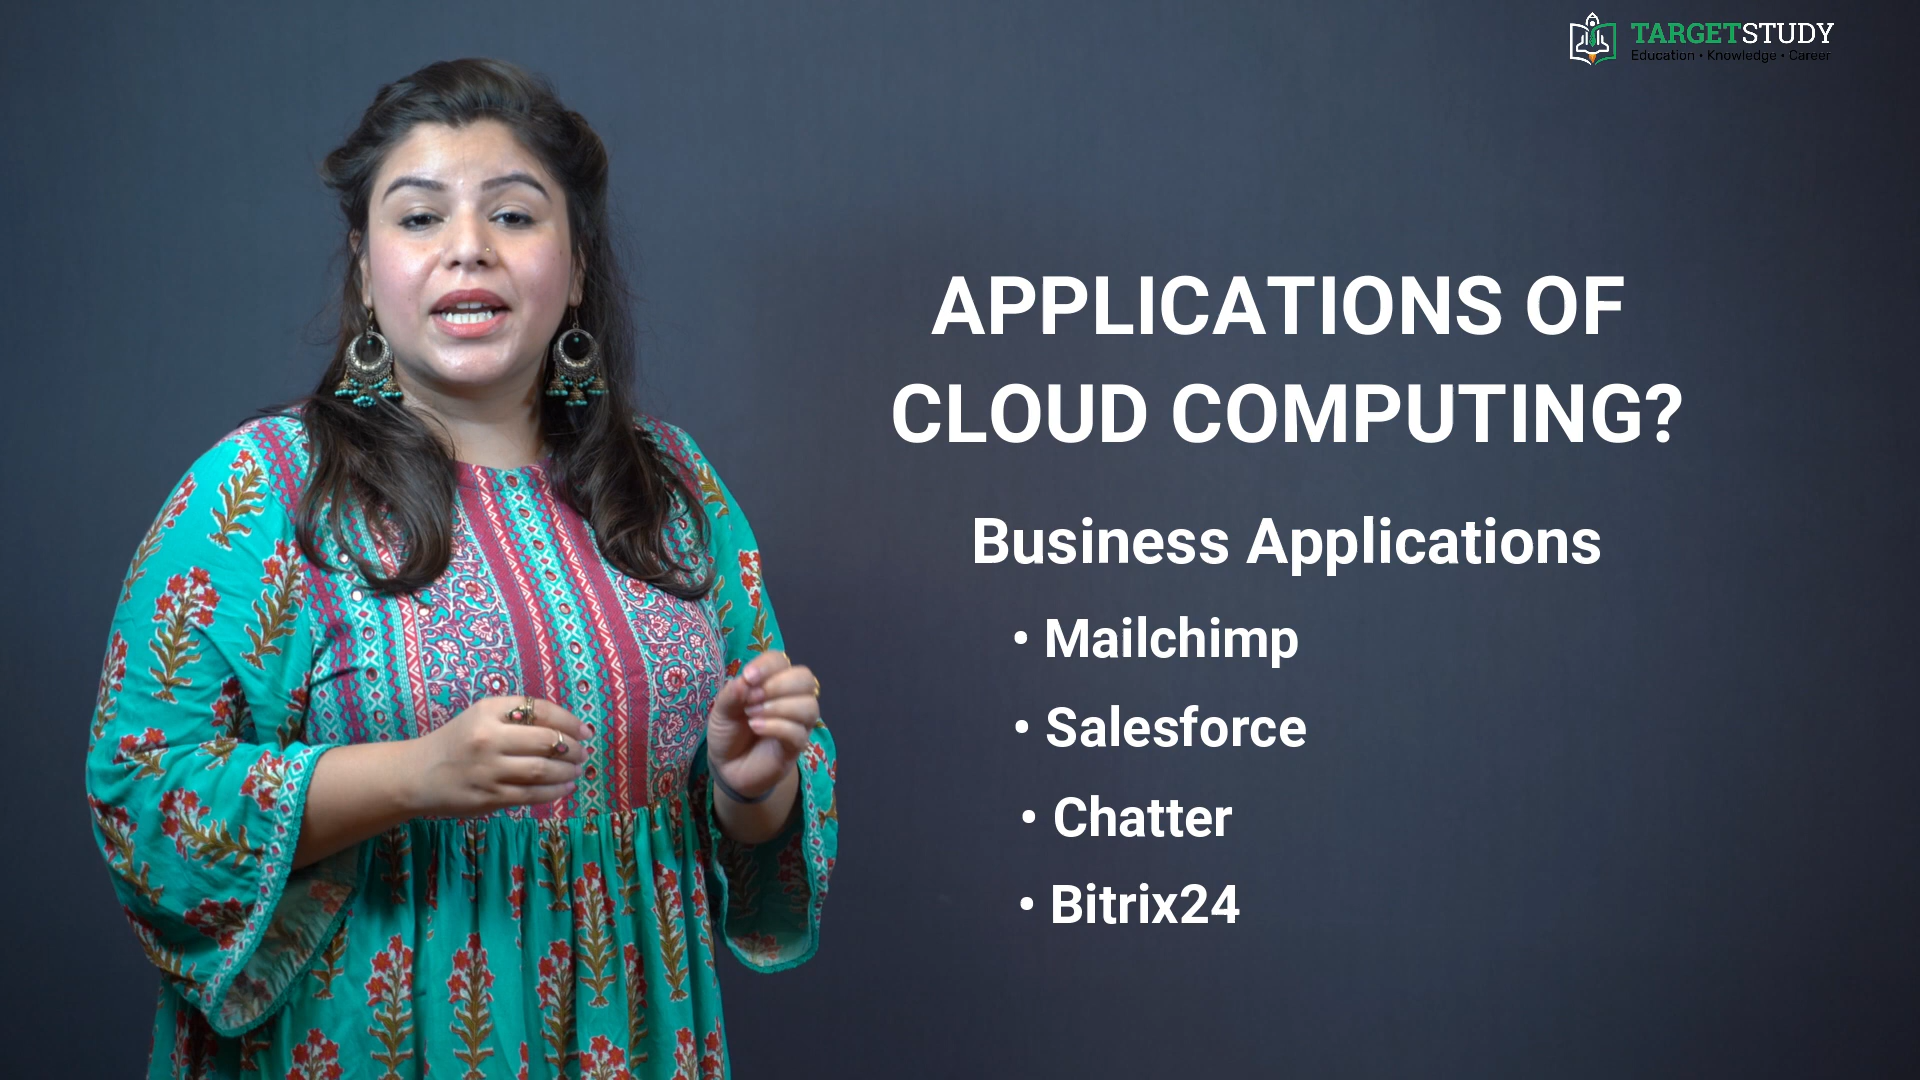 TARGETSTUDY
Education • Knowledge • Career
APPLICATIONS OF
CLOUD COMPUTING?
Business Applications
• Mailchimp
• Salesforce
• Chatter
• Bitrix24